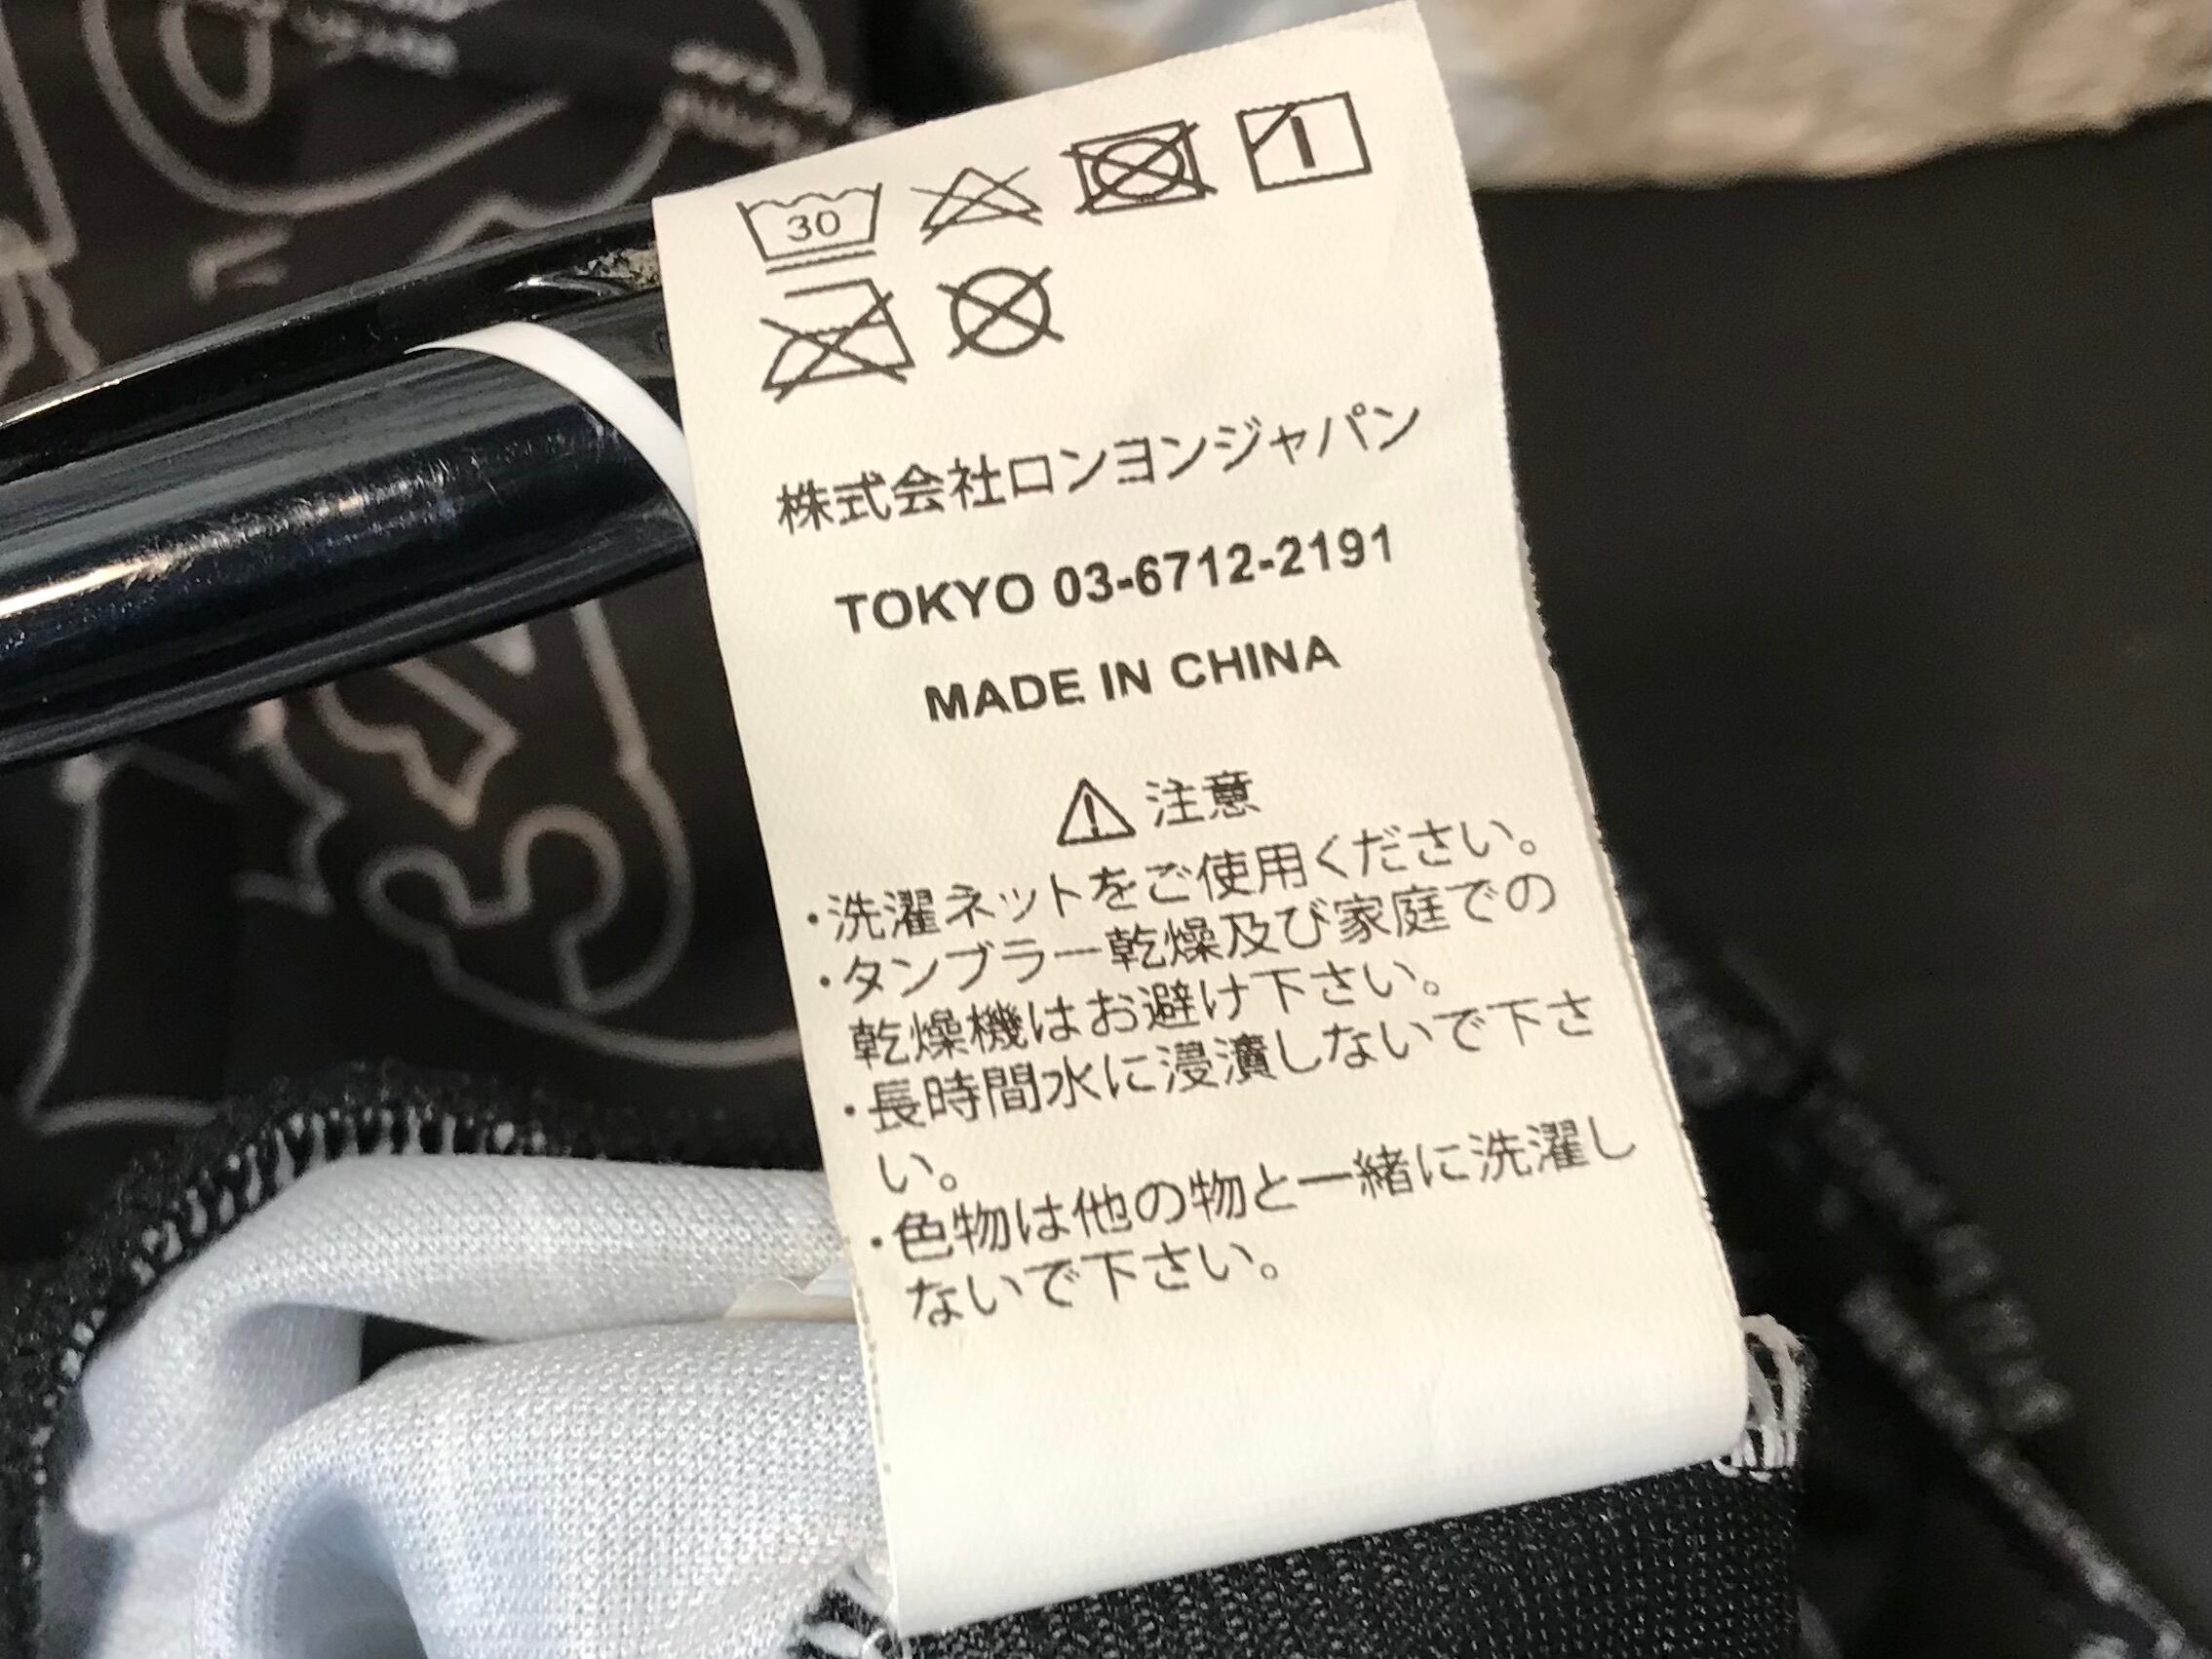 30
株式会社ロンヨンジャパン
TOKYO 03-6712-2191
MADE IN CHINA
注意
・洗濯ネットをご使用ください。
・タンブラー乾燥及び家庭での
乾燥機はお避け下さい。
・長時間水に浸漬しないで下さ
い。
・色物は他の物と一緒に洗濯し
ないで下さい。